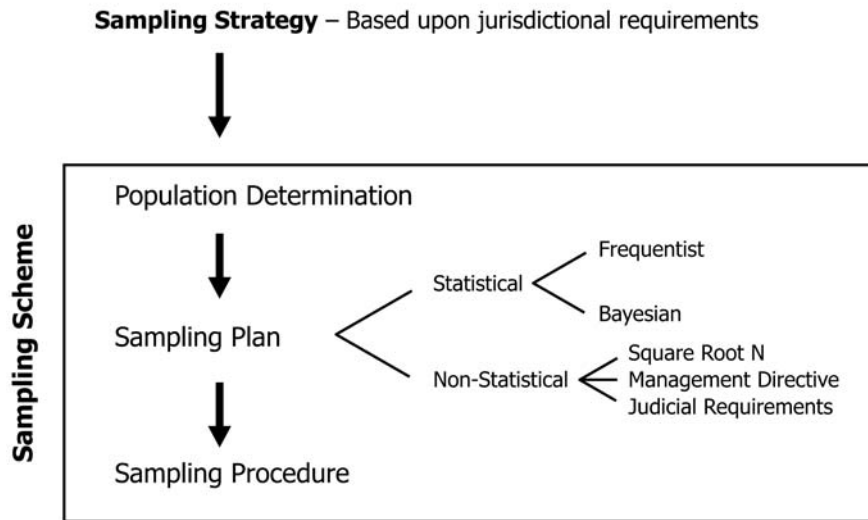 Sampling Strategy – Based upon jurisdictional requirements
Sampling Scheme
Population Determination
Sampling Plan
Statistical
Frequentist
Bayesian
Non-Statistical
Square Root N
Management Directive
Judicial Requirements
Sampling Procedure